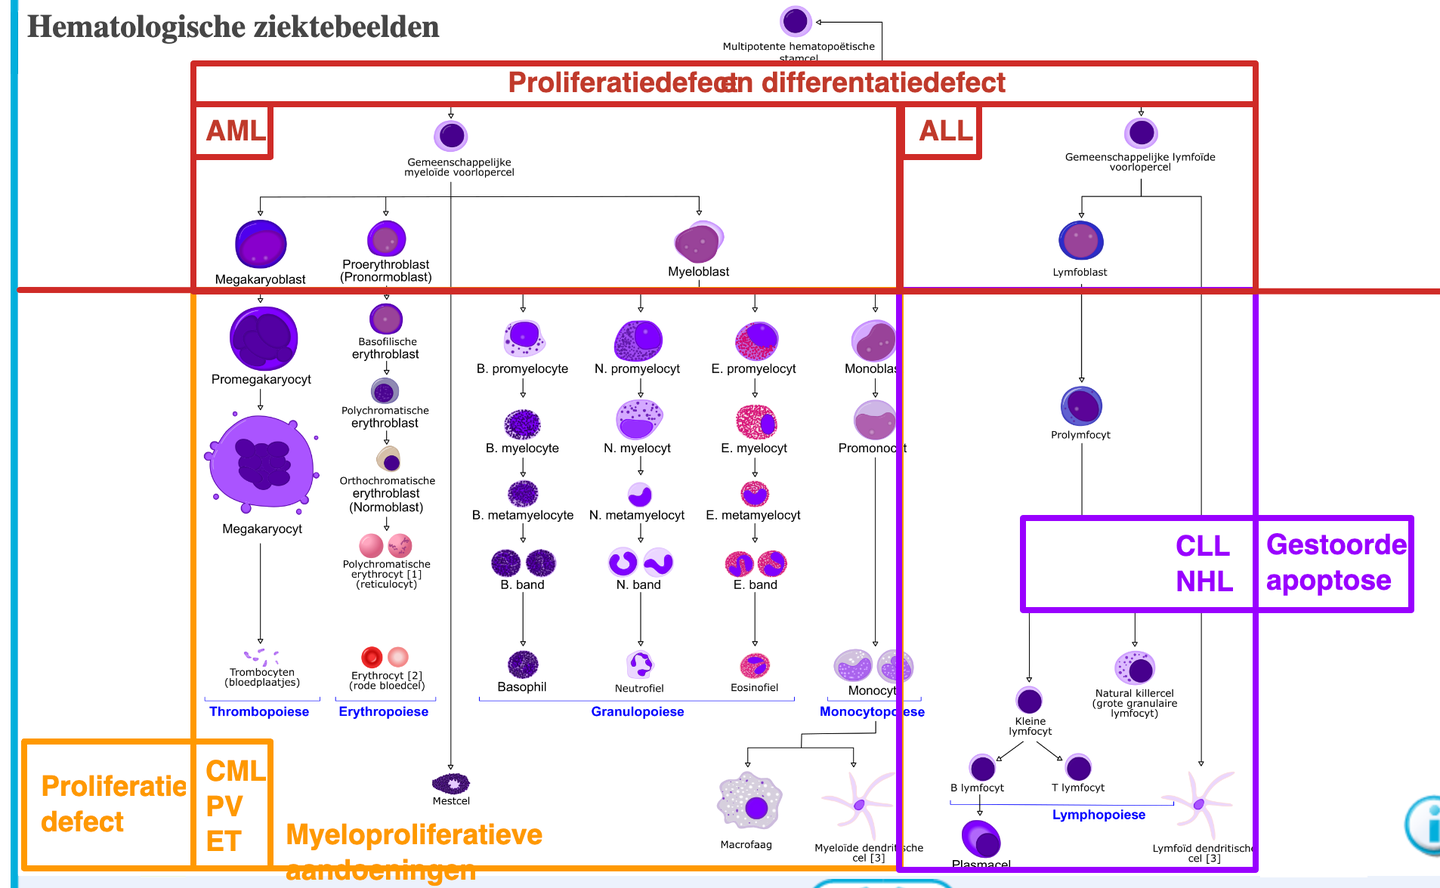 Hematologische ziektebeelden
Multipotente hematopoëtische
stamcel
Proliferatiedefect en differentatiedefect
AML
ALL
Gemeenschappelijke
myeloïde voorlopercel
Gemeenschappelijke lymfoïde
voorlopercel
Megakaryoblast
Proerythroblast
(Pronormoblast)
Myeloblast
Lymfoblast
Promegakaryocyt
Basofilische
erythroblast
B. promyelocyte
N. promyelocyt
E. promyelocyt
Monoblas
Polychromatische
erythroblast
B. myelocyte
N. myelocyt
E. myelocyt
Promonocyt
Prolymfocyt
Orthochromatische
erythroblast
(Normoblast)
Megakaryocyt
B. metamyelocyte
N. metamyelocyt
E. metamyelocyt
CLL
NHL
Gestoorde
apoptose
Polychromatische
erythrocyt [1]
(reticulocyt)
B. band
N. band
E. band
Trombocyten
(bloedplaatjes)
Erythrocyt [2]
(rode bloedcel)
Basophil
Neutrofiel
Eosinofiel
Monocyt
Natural killercel
(grote granulaire
lymfocyt)
Kleine
lymfocyt
Thrombopoiese
Erythropoiese
Granulopoiese
Monocytopoiese
B lymfocyt
T lymfocyt
Lymphopoiese
Mestcel
Macrofaag
Myeloïde dendritische
cel [3]
Plasmacel
Lymfoïd dendritische
cel [3]
Proliferatie
defect
CML
PV
ET
Myeloproliferatieve
aandoeningen
i